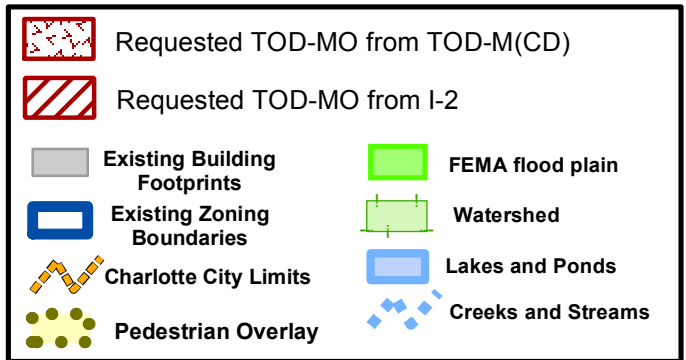 Requested TOD-MO from TOD-M(CD)
Requested TOD-MO from I-2
Existing Building
Footprints
Existing Zoning
Boundaries
Charlotte City Limits
Pedestrian Overlay
FEMA flood plain
Watershed
Lakes and Ponds
Creeks and Streams